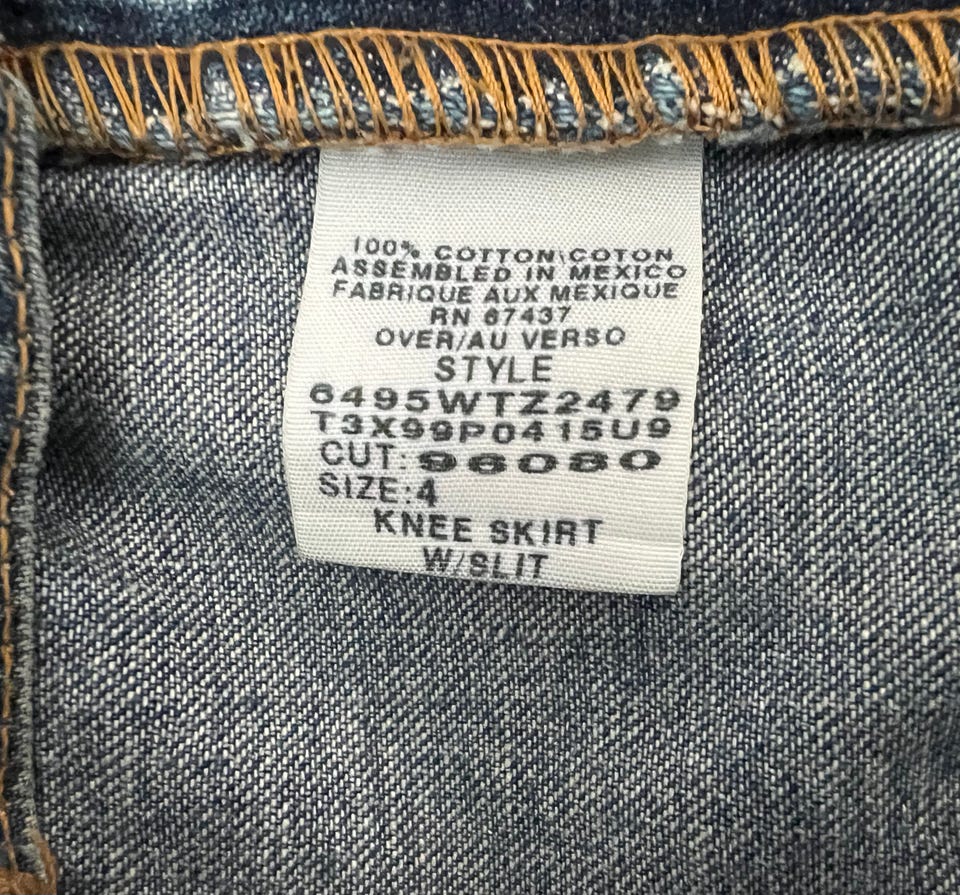 100% COTTON\COTON
ASSEMBLED IN MEXICO
FABRIQUE AUX MEXIQUE
RN 67437
OVER/AU VERSO
STYLE
6495WTZ2479
T3X99P0415U9
CUT: 96080
SIZE:4
KNEE SKIRT
W/SLIT